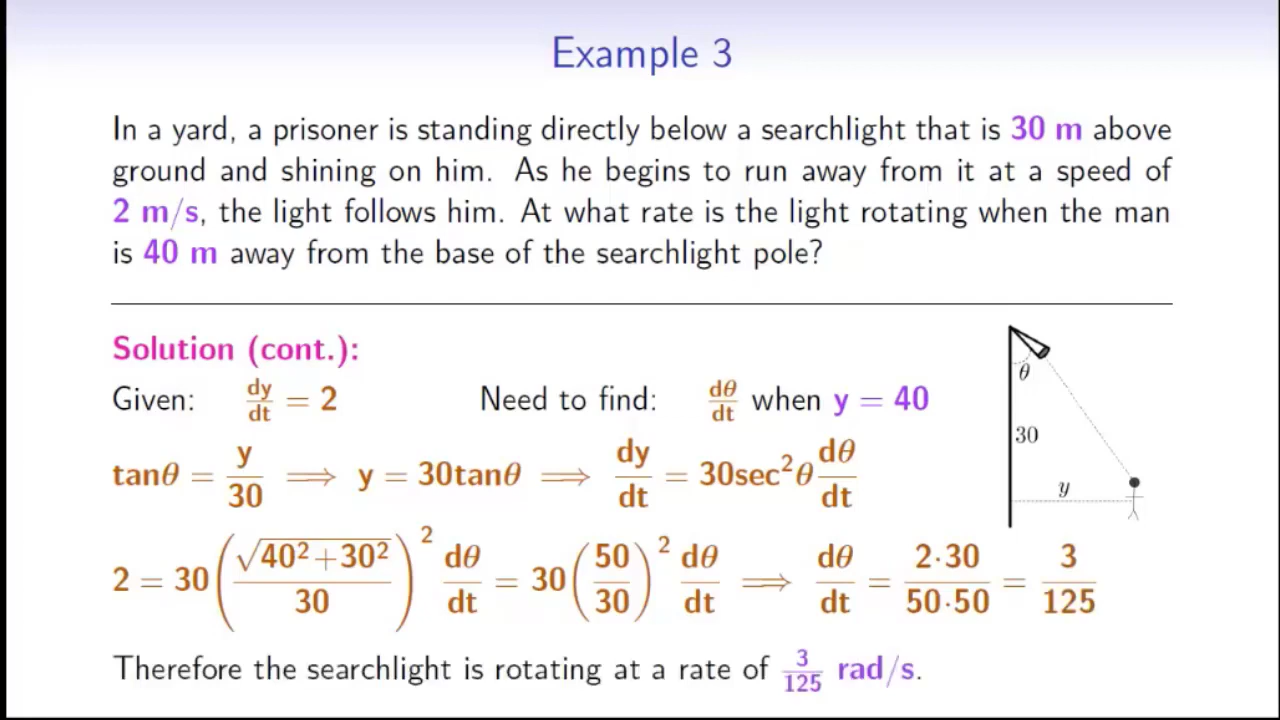 Example 3
In a yard, a prisoner is standing directly below a searchlight that is 30 m above
ground and shining on him. As he begins to run away from it at a speed of
2 m/s, the light follows him. At what rate is the light rotating when the man
is 40 m away from the base of the searchlight pole?
Solution (cont.):
Given: dy/dt = 2 Need to find: dθ/dt when y = 40
tanθ = y/30 ⟹ y = 30tanθ ⟹ dy/dt = 30sec²θ dθ/dt
2 = 30(√(40²+30²)/30)² dθ/dt = 30(50/30)² dθ/dt ⟹ dθ/dt = 2·30/50·50 = 3/125
Therefore the searchlight is rotating at a rate of 3/125 rad/s.
θ
30
y